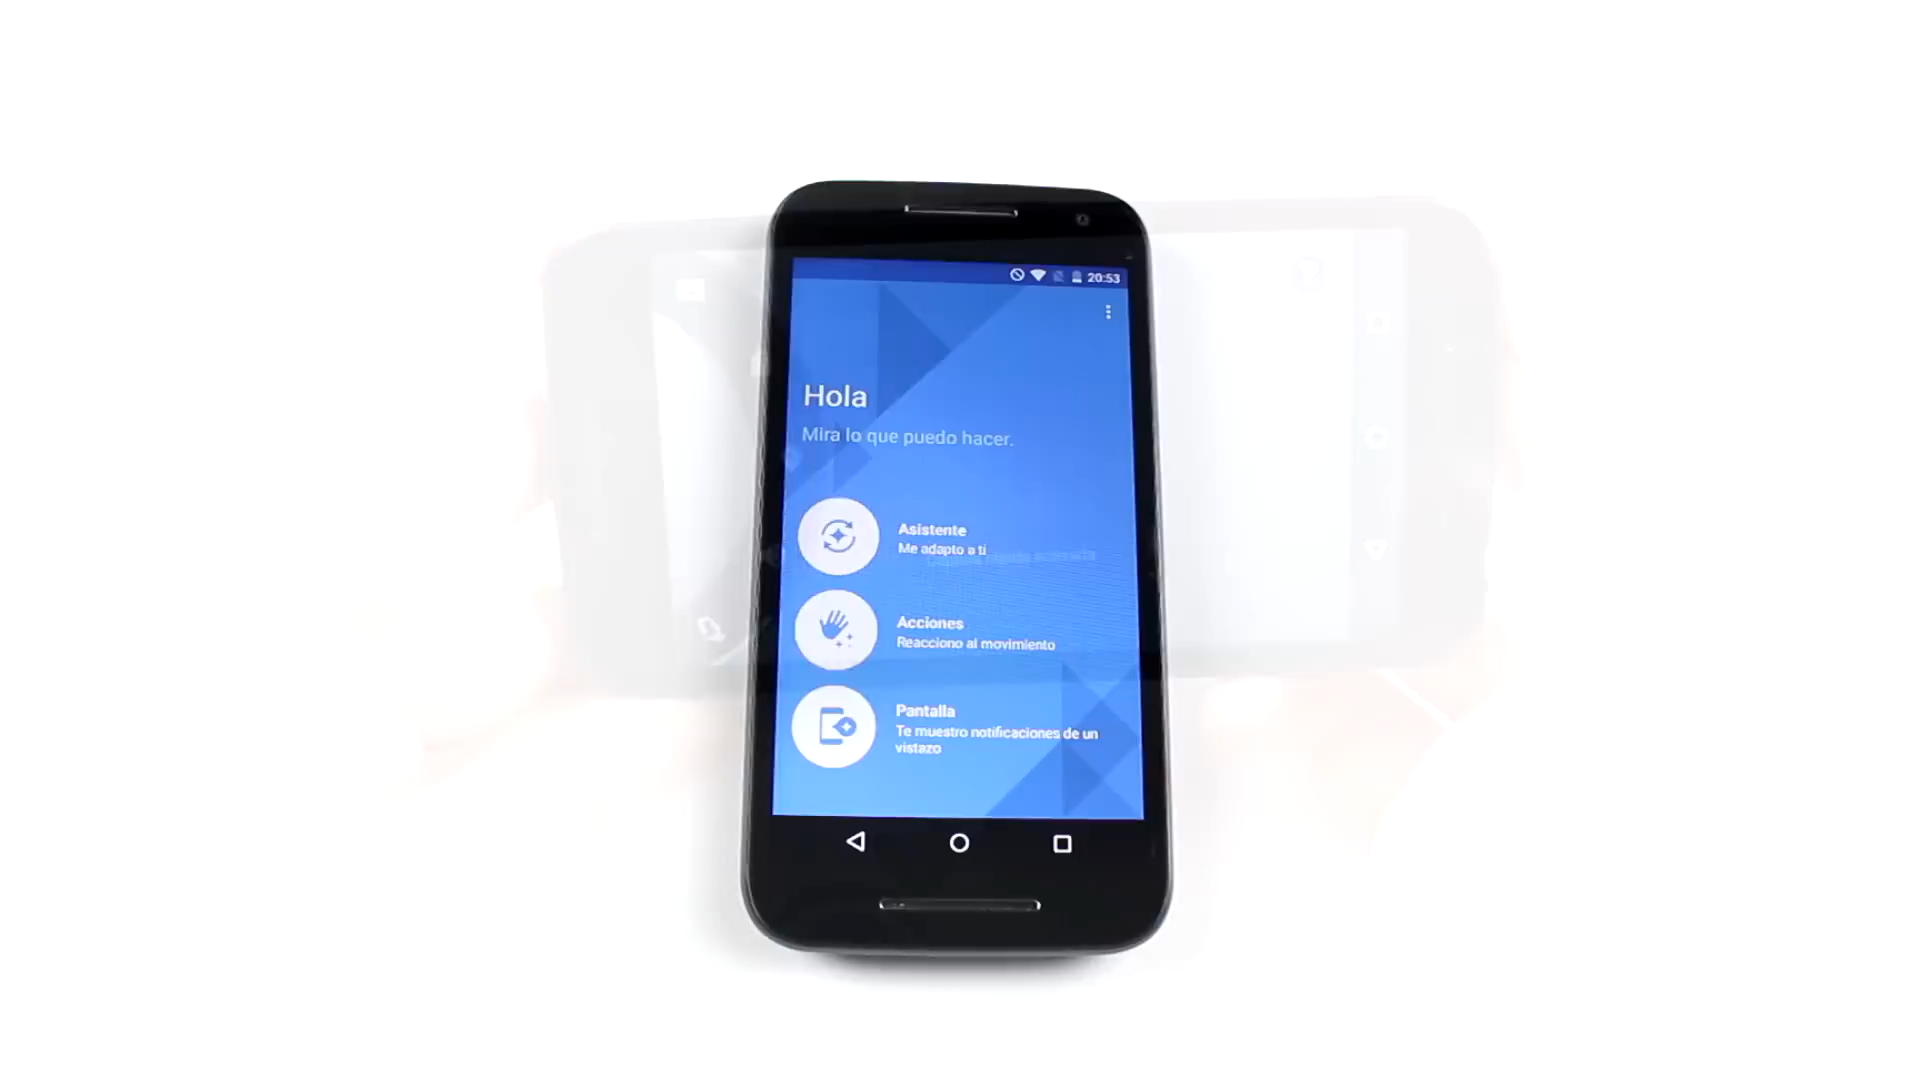 20:53
Hola
Mira lo que puedo hacer.
Asistente
Me adapto a ti
Acciones
Reacciono al movimiento
Pantalla
Te muestro notificaciones de un
vistazo